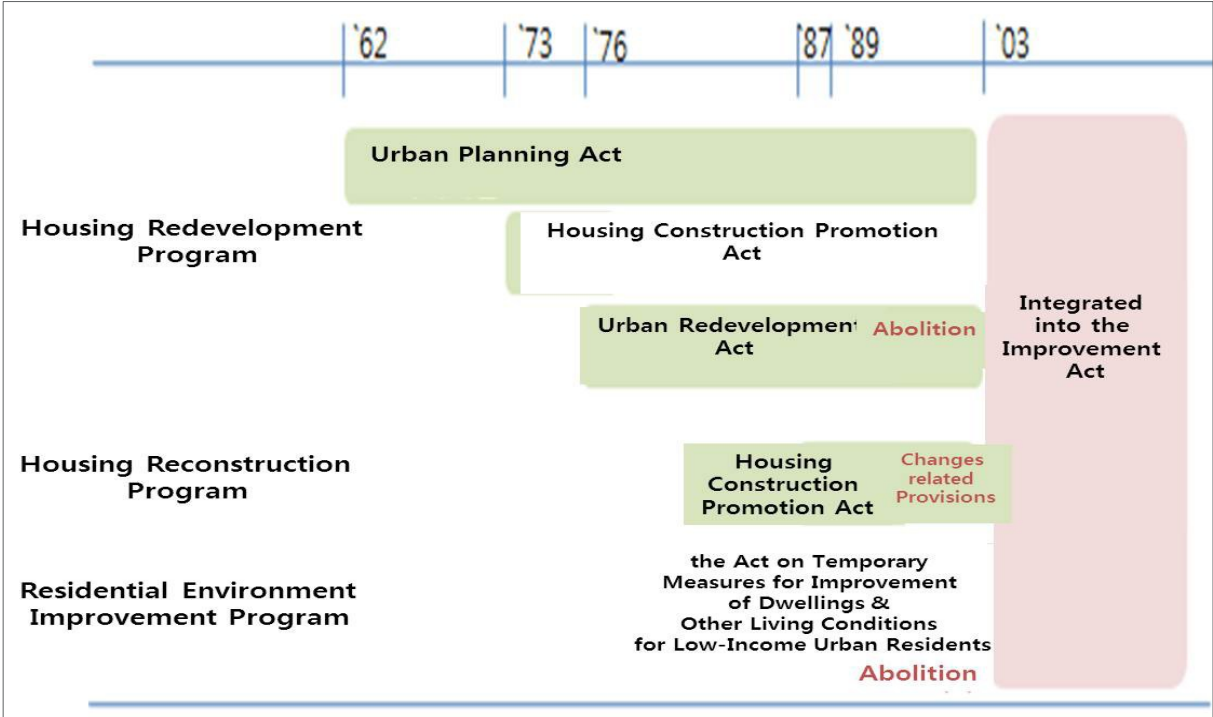 `62 `73 `76 `87 `89 `03
Urban Planning Act
Housing Redevelopment
Program
Housing Construction Promotion
Act
Urban Redevelopment
Act
Abolition
Integrated
into the
Improvement
Act
Housing Reconstruction
Program
Housing
Construction
Promotion Act
Changes
related
Provisions
Residential Environment
Improvement Program
the Act on Temporary
Measures for Improvement
of Dwellings &
Other Living Conditions
for Low-Income Urban Residents
Abolition